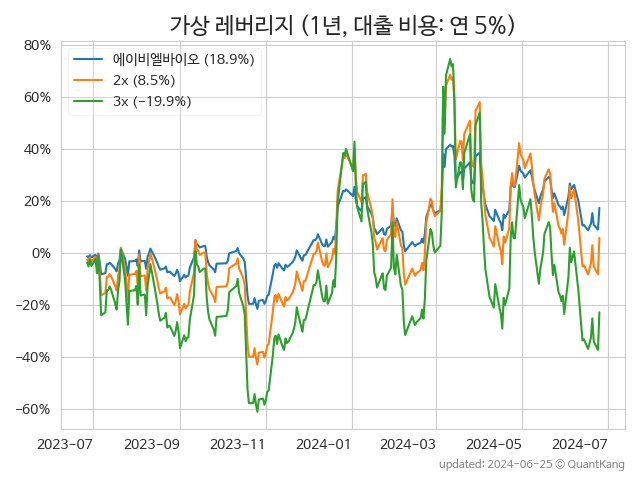 가상 레버리지 (1년, 대출 비용: 연 5%)
에이비엘바이오 (18.9%)
2x (8.5%)
3x (−19.9%)
80%
60%
40%
20%
0%
−20%
−40%
−60%
2023-07 2023-09 2023-11 2024-01 2024-03 2024-05 2024-07
updated: 2024-06-25 © QuantKang